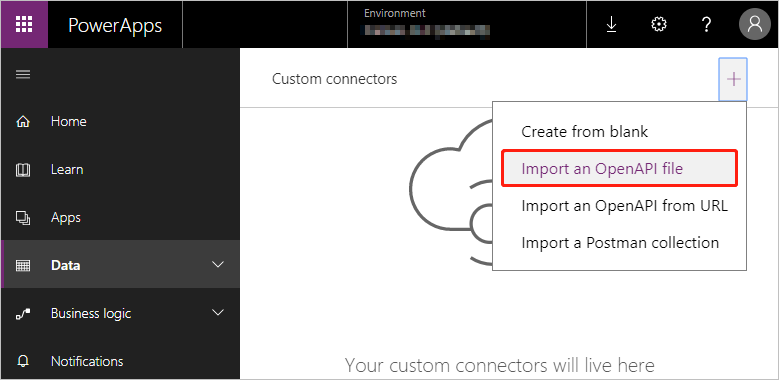 PowerApps
Environment
?
Custom connectors
+
Home
Learn
Apps
Data
Business logic
Notifications
Create from blank
Import an OpenAPI file
Import an OpenAPI from URL
Import a Postman collection
Your custom connectors will live here